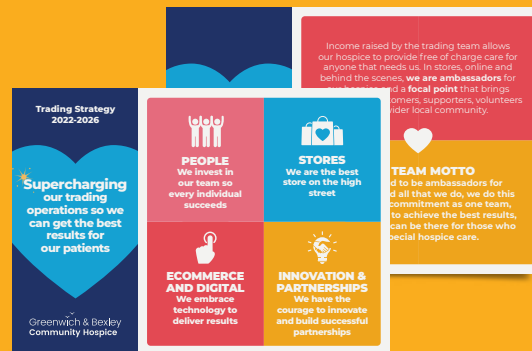 Trading Strategy
2022-2026
Supercharging
our trading
operations so we
can get the best
results for
our patients
Greenwich & Bexley
Community Hospice
PEOPLE
We invest in
our team so
every individual
succeeds
STORES
We are the best
store on the high
street
ECOMMERCE
AND DIGITAL
We embrace
technology to
deliver results
INNOVATION &
PARTNERSHIPS
We have the
courage to innovate
and build successful
partnerships
Income raised by the trading team allows
our hospice to provide free of charge care for
anyone that needs us. In stores, online and
behind the scenes, we are ambassadors for
our hospice and a focal point that brings
omers, supporters, volunteers
ider local community.
TEAM MOTTO
d to be ambassadors for
d all that we do, we do this
commitment as one team,
to achieve the best results,
can be there for those who
ecial hospice care.